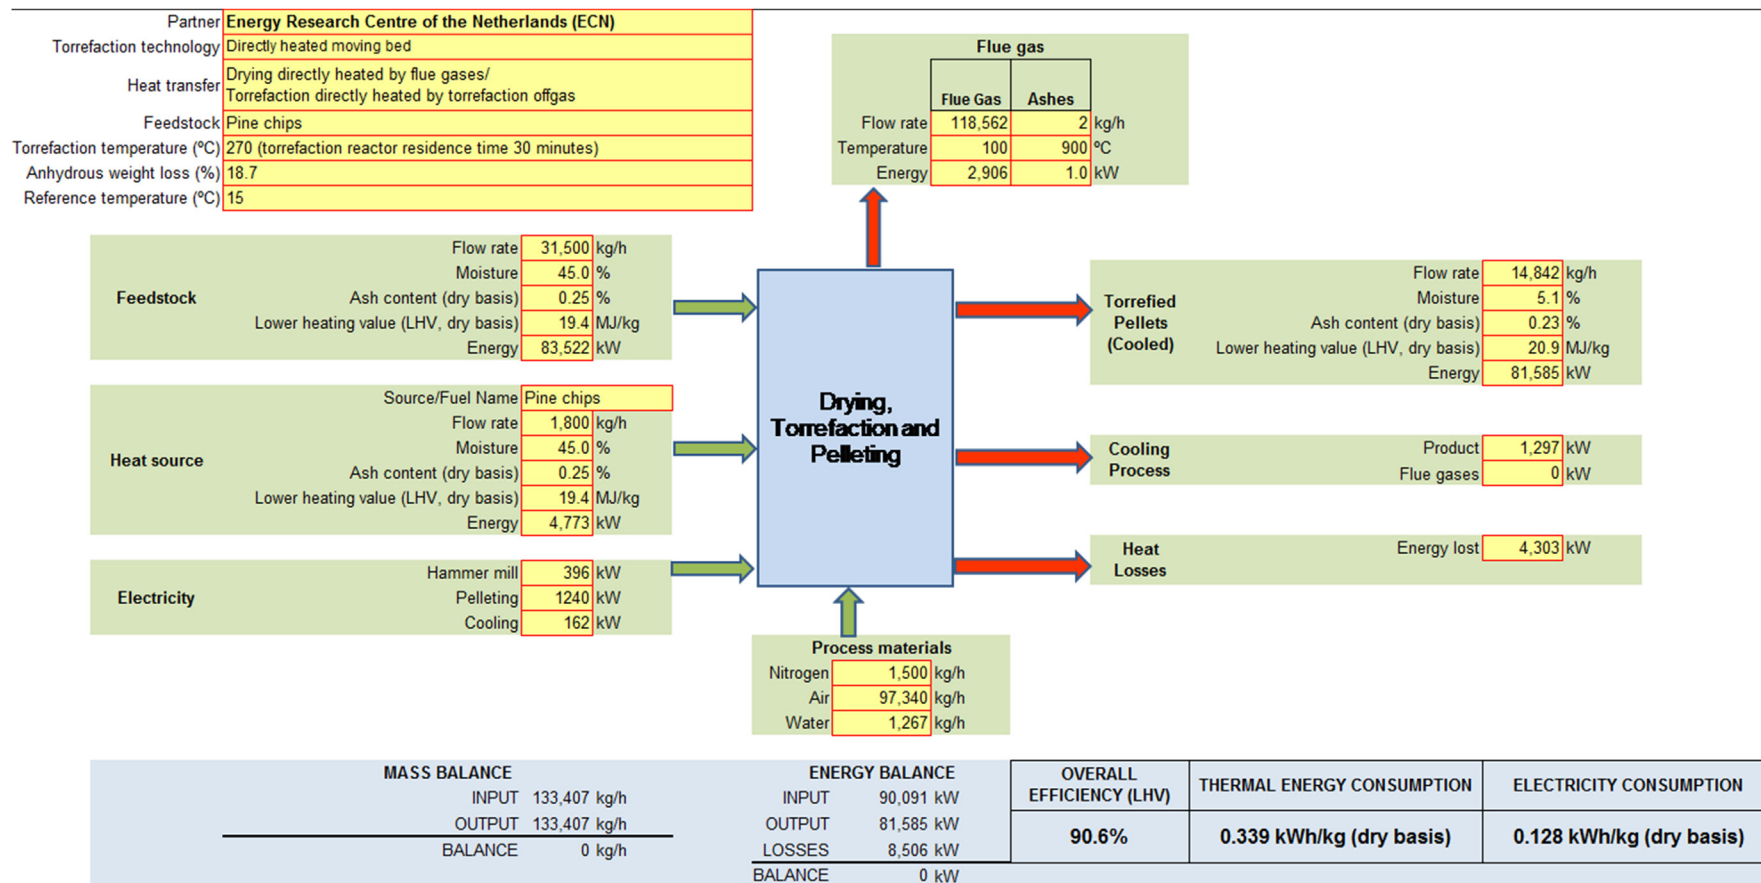 Partner Energy Research Centre of the Netherlands (ECN)
Torrefaction technology Directly heated moving bed
Heat transfer Drying directly heated by flue gases/
Torrefaction directly heated by torrefaction offgas
Feedstock Pine chips
Torrefaction temperature (ºC) 270 (torrefaction reactor residence time 30 minutes)
Anhydrous weight loss (%) 18.7
Reference temperature (ºC) 15
Flue gas
Flue Gas Ashes
Flow rate 118,562 2 kg/h
Temperature 100 900 ºC
Energy 2,906 1.0 kW
Feedstock
Flow rate 31,500 kg/h
Moisture 45.0 %
Ash content (dry basis) 0.25 %
Lower heating value (LHV, dry basis) 19.4 MJ/kg
Energy 83,522 kW
Heat source
Source/Fuel Name Pine chips
Flow rate 1,800 kg/h
Moisture 45.0 %
Ash content (dry basis) 0.25 %
Lower heating value (LHV, dry basis) 19.4 MJ/kg
Energy 4,773 kW
Electricity
Hammer mill 396 kW
Pelleting 1240 kW
Cooling 162 kW
Drying,
Torrefaction and
Pelleting
Process materials
Nitrogen 1,500 kg/h
Air 97,340 kg/h
Water 1,267 kg/h
Torrefied
Pellets
(Cooled)
Flow rate 14,842 kg/h
Moisture 5.1 %
Ash content (dry basis) 0.23 %
Lower heating value (LHV, dry basis) 20.9 MJ/kg
Energy 81,585 kW
Cooling
Process
Product 1,297 kW
Flue gases 0 kW
Heat
Losses
Energy lost 4,303 kW
MASS BALANCE
INPUT 133,407 kg/h
OUTPUT 133,407 kg/h
BALANCE 0 kg/h
ENERGY BALANCE
INPUT 90,091 kW
OUTPUT 81,585 kW
LOSSES 8,506 kW
BALANCE 0 kW
OVERALL
EFFICIENCY (LHV)
90.6%
THERMAL ENERGY CONSUMPTION
0.339 kWh/kg (dry basis)
ELECTRICITY CONSUMPTION
0.128 kWh/kg (dry basis)